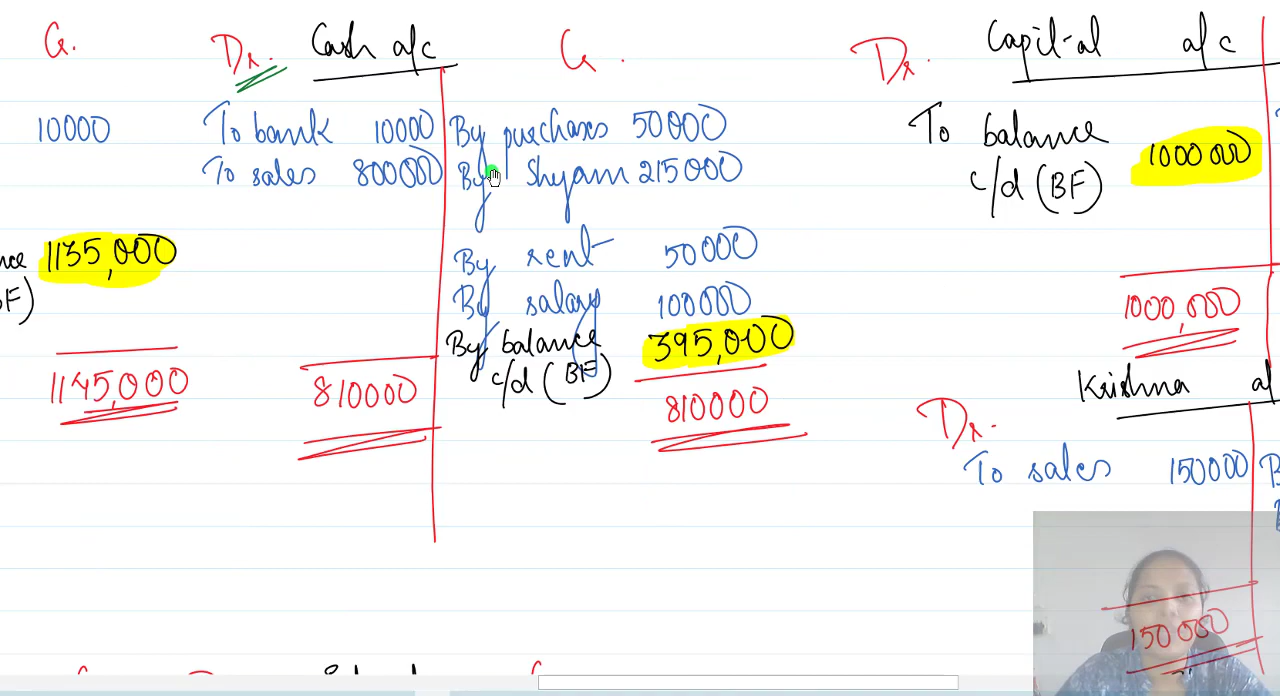 Cr. Dr. Cash a/c Cr. Dr. Capital a/c
10000 To bank 10000 By purchases 50000 To balance
To sales 800000 By Shyam 215000 c/d (BF) 1000000
1135,000 By rent 50000
By salary 100000 1000,000
By balance 395,000
1145,000 810000 c/d (BF) 810000 Krishna a/
Dr.
To sales 150000
150000